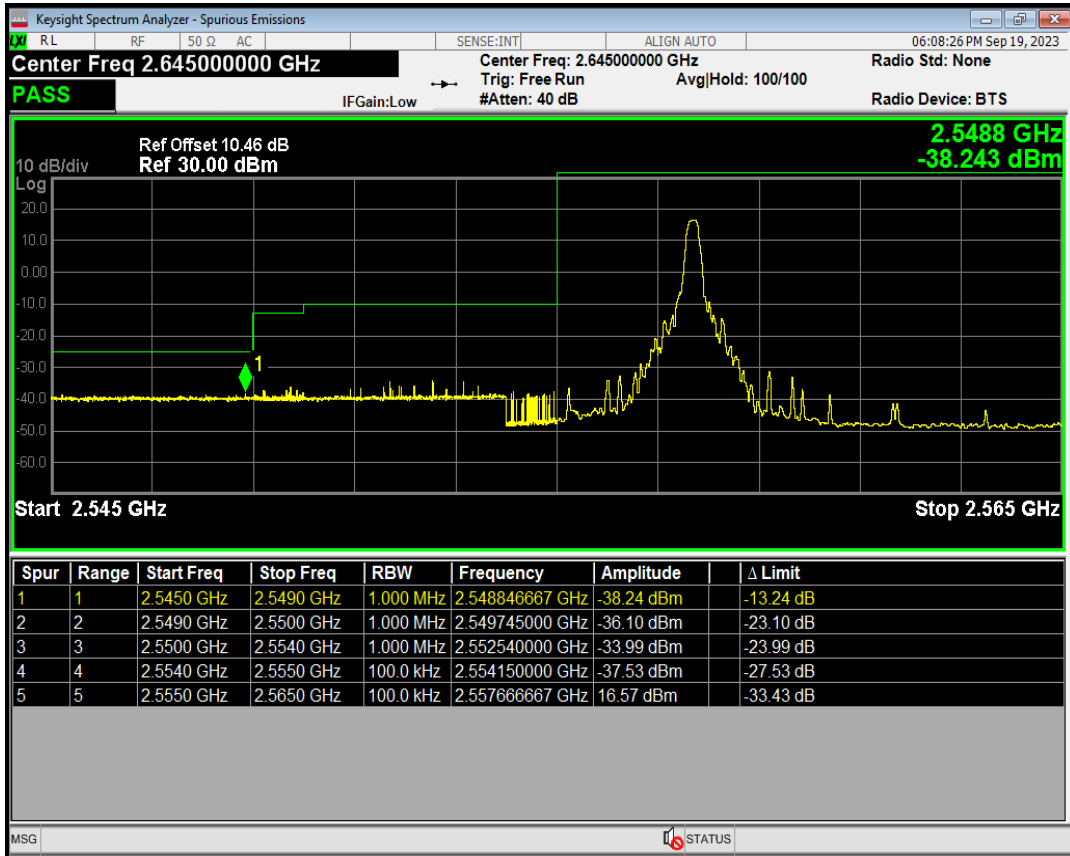 Keysight Spectrum Analyzer - Spurious Emissions
LXI RL RF 50 Ω AC SENSE:INT ALIGN AUTO 06:08:26 PM Sep 19, 2023
Center Freq 2.645000000 GHz Center Freq: 2.645000000 GHz Radio Std: None
Trig: Free Run Avg|Hold: 100/100
PASS IFGain:Low #Atten: 40 dB Radio Device: BTS
2.5488 GHz
Ref Offset 10.46 dB
10 dB/div Ref 30.00 dBm -38.243 dBm
Log
20.0
10.0
0.00
-10.0
-20.0
1
-30.0
-40.0
-50.0
-60.0
Start 2.545 GHz Stop 2.565 GHz
Spur Range Start Freq Stop Freq RBW Frequency Amplitude Δ Limit
1 1 2.5450 GHz 2.5490 GHz 1.000 MHz 2.548846667 GHz -38.24 dBm -13.24 dB
2 2 2.5490 GHz 2.5500 GHz 1.000 MHz 2.549745000 GHz -36.10 dBm -23.10 dB
3 3 2.5500 GHz 2.5540 GHz 1.000 MHz 2.552540000 GHz -33.99 dBm -23.99 dB
4 4 2.5540 GHz 2.5550 GHz 100.0 kHz 2.554150000 GHz -37.53 dBm -27.53 dB
5 5 2.5550 GHz 2.5650 GHz 100.0 kHz 2.557666667 GHz 16.57 dBm -33.43 dB
MSG STATUS